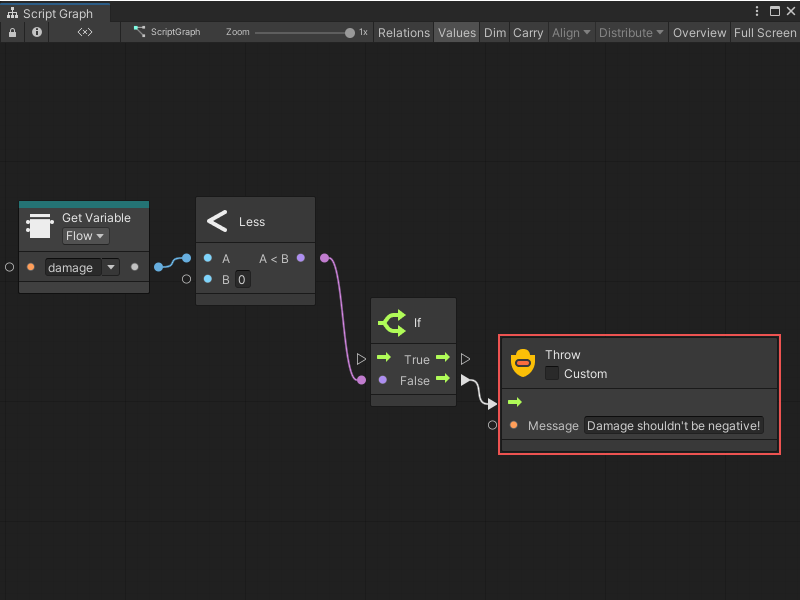 Script Graph
ScriptGraph
Zoom
1x
Relations
Values
Dim
Carry
Align
Distribute
Overview
Full Screen
Get Variable
Flow
damage
Less
A
A < B
B
0
If
True
False
Throw
Custom
Message
Damage shouldn't be negative!